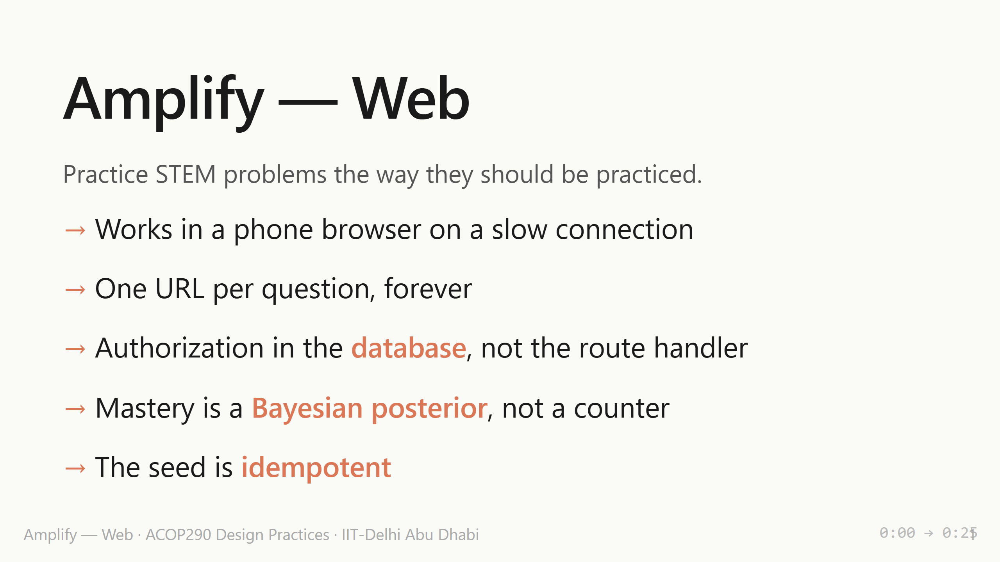 Amplify — Web
Practice STEM problems the way they should be practiced.
→ Works in a phone browser on a slow connection
→ One URL per question, forever
→ Authorization in the database, not the route handler
→ Mastery is a Bayesian posterior, not a counter
→ The seed is idempotent
Amplify — Web · ACOP290 Design Practices · IIT-Delhi Abu Dhabi
0:00 → 0:25
1